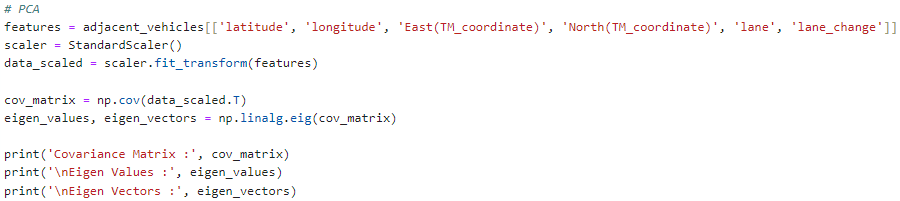 # PCA
features = adjacent_vehicles[['latitude', 'longitude', 'East(TM_coordinate)', 'North(TM_coordinate)', 'lane', 'lane_change']]
scaler = StandardScaler()
data_scaled = scaler.fit_transform(features)
cov_matrix = np.cov(data_scaled.T)
eigen_values, eigen_vectors = np.linalg.eig(cov_matrix)
print('Covariance Matrix :', cov_matrix)
print('\nEigen Values :', eigen_values)
print('\nEigen Vectors :', eigen_vectors)